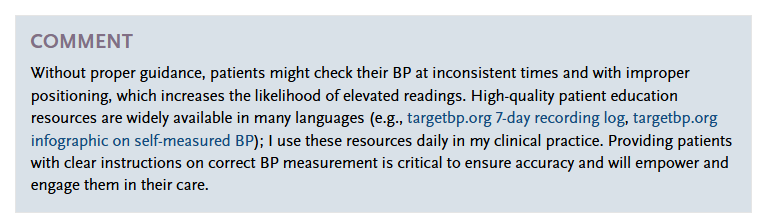 COMMENT
Without proper guidance, patients might check their BP at inconsistent times and with improper
positioning, which increases the likelihood of elevated readings. High-quality patient education
resources are widely available in many languages (e.g., targetbp.org 7-day recording log, targetbp.org
infographic on self-measured BP); I use these resources daily in my clinical practice. Providing patients
with clear instructions on correct BP measurement is critical to ensure accuracy and will empower and
engage them in their care.